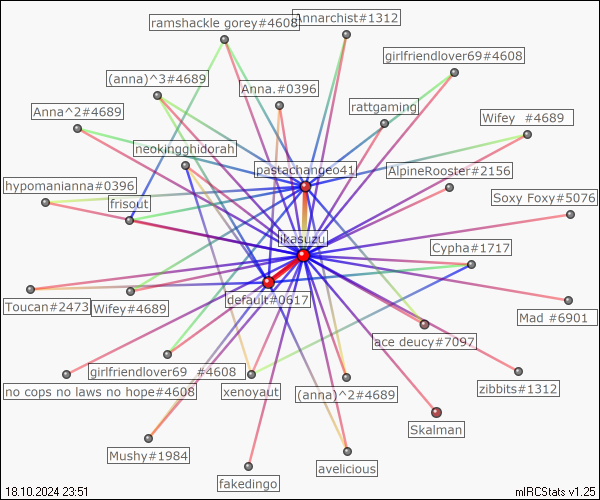 ramshackle gorey#4608
Annarchist#1312
girlfriendlover69#4608
(anna)^3#4689
Anna.#0396
rattgaming
Anna^2#4689
Wifey _#4689
neokingghidorah
pastachangeo41
AlpineRooster#2156
hypomanianna#0396
frisout
Soxy Foxy#5076
ikasuzu
Cypha#1717
Toucan#2473
Wifey#4689
default#0617
Mad #6901
ace deucy#7097
girlfriendlover69_#4608
no cops no laws no hope#4608
xenoyaut
(anna)^2#4689
zibbits#1312
Skalman
Mushy#1984
avelicious
fakedingo
18.10.2024 23:51
mIRCStats v1.25